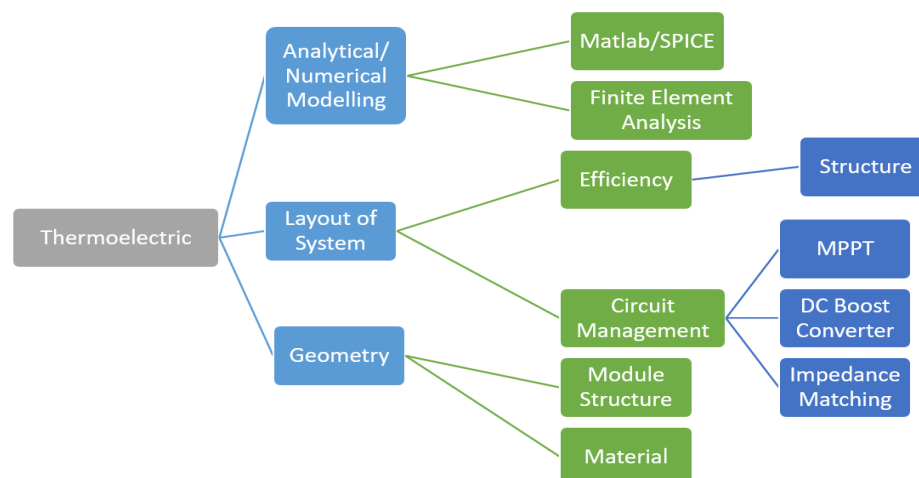 Thermoelectric
Analytical/
Numerical
Modelling
Matlab/SPICE
Finite Element
Analysis
Layout of
System
Efficiency
Structure
Circuit
Management
MPPT
DC Boost
Converter
Impedance
Matching
Geometry
Module
Structure
Material